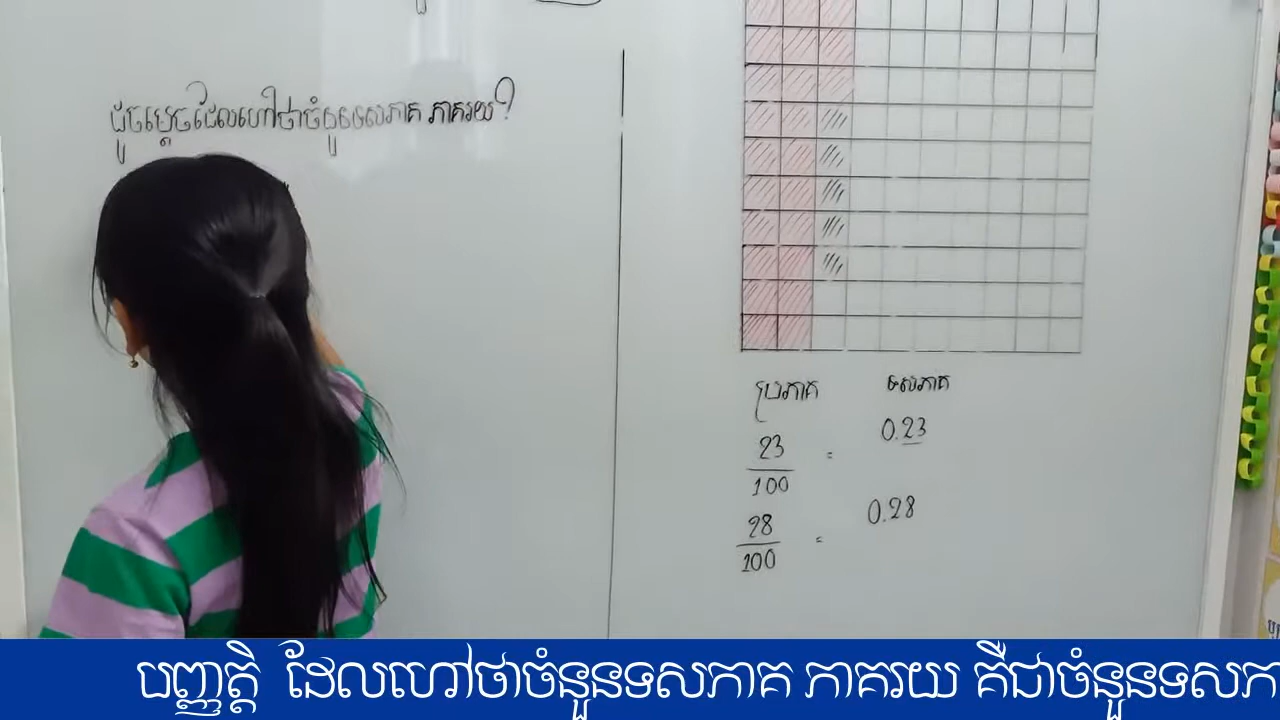 ដូចម្តេចដែលហៅថាចំនួនទសភាគ ភាគរយ?
ប្រភាគ ទសភាគ
23/100 = 0.23
28/100 = 0.28
បញ្ញត្តិ ដែលហៅថាចំនួនទសភាគ ភាគរយ គឺជាចំនួនទសភា